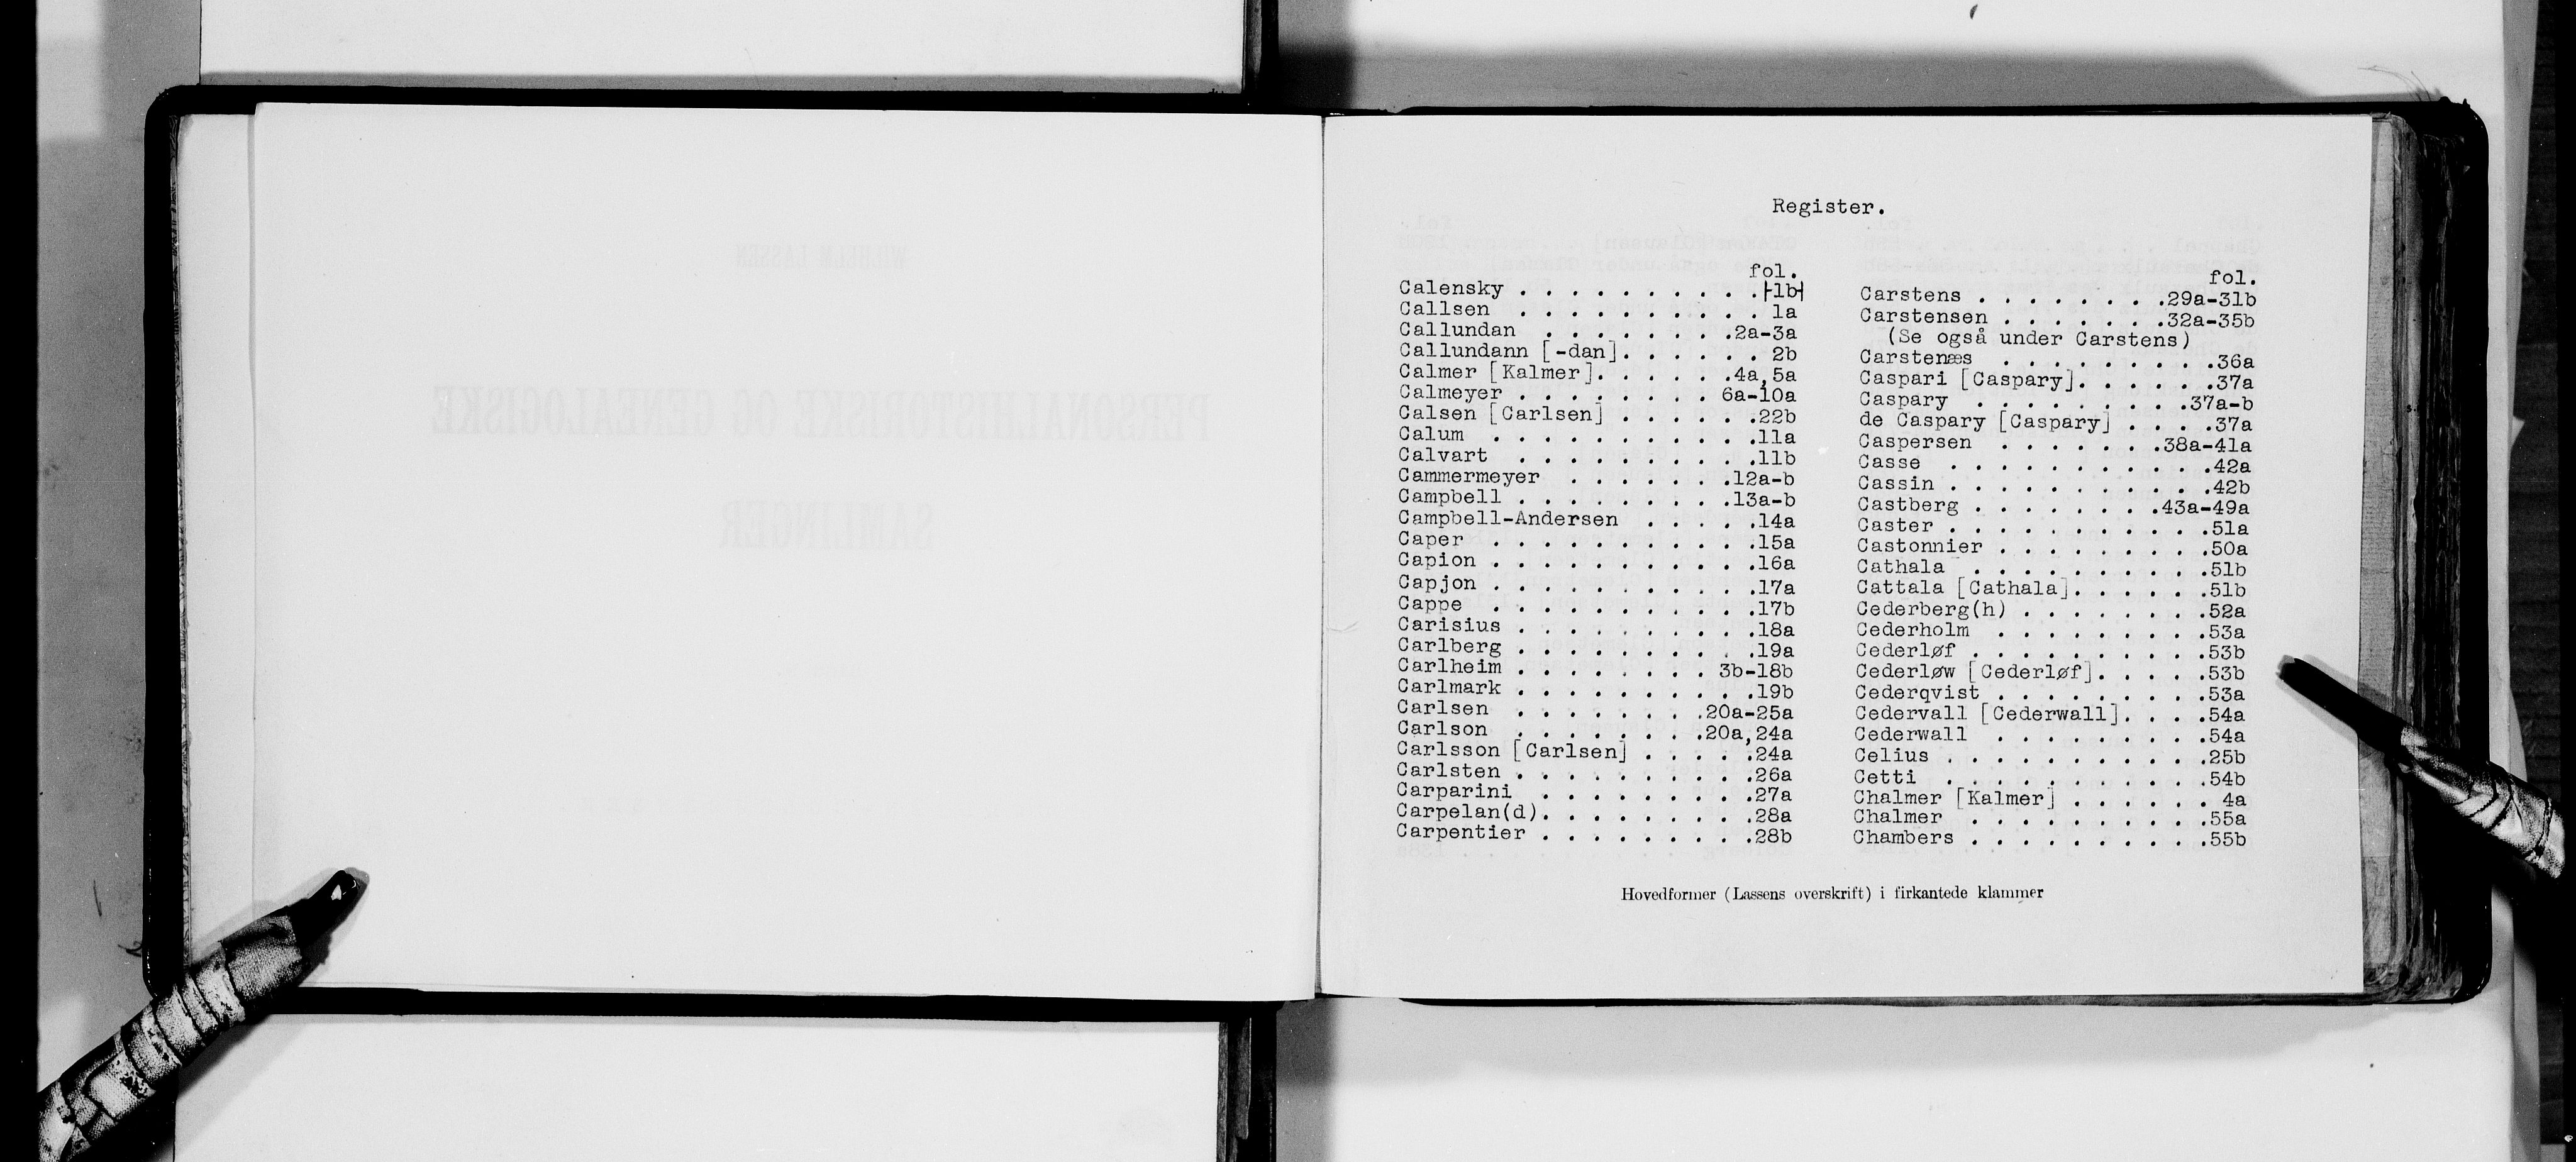 WILHELM LASSEN
PERSONALHISTORISKE OG GENEALOGISKE
SAMLINGER
Register.
fol.
Calensky . . . . . . . . . . 1b
Callsen . . . . . . . . . . 1a
Callundan . . . . . . . .2a-3a
Callundann [-dan]. . . . . . 2b
Calmer [Kalmer]. . . . . .4a,5a
Calmeyer . . . . . . . . 6a-10a
Calsen [Carlsen] . . . . . .22b
Calum . . . . . . . . . . .11a
Calvart . . . . . . . . . .11b
Cammermeyer . . . . . . .12a-b
Campbell . . . . . . . . .13a-b
Campbell-Andersen . . . . .14a
Caper . . . . . . . . . . .15a
Capion . . . . . . . . . . .16a
Capjon . . . . . . . . . . .17a
Cappe . . . . . . . . . . .17b
Carisius . . . . . . . . . .18a
Carlberg . . . . . . . . . .19a
Carlheim . . . . . . . . 3b-18b
Carlmark . . . . . . . . . .19b
Carlsen . . . . . . . .20a-25a
Carlson . . . . . . . .20a,24a
Carlsson [Carlsen] . . . . .24a
Carlsten . . . . . . . . . .26a
Carparini . . . . . . . . .27a
Carpelan(d). . . . . . . . .28a
Carpentier . . . . . . . . .28b
fol.
Carstens . . . . . . . .29a-31b
Carstensen . . . . . . .32a-35b
(Se også under Carstens)
Carstenæs . . . . . . . . .36a
Caspari [Caspary]. . . . . .37a
Caspary . . . . . . . . .37a-b
de Caspary [Caspary] . . . .37a
Caspersen . . . . . . .38a-41a
Casse . . . . . . . . . . .42a
Cassin . . . . . . . . . . .42b
Castberg . . . . . . . .43a-49a
Caster . . . . . . . . . . .51a
Castonnier . . . . . . . . .50a
Cathala . . . . . . . . . .51b
Cattala [Cathala]. . . . . .51b
Cederberg(h) . . . . . . . .52a
Cederholm . . . . . . . . .53a
Cederløf . . . . . . . . . .53b
Cederløw [Cederløf]. . . . .53b
Cederqvist . . . . . . . . .53a
Cedervall [Cederwall]. . . .54a
Cederwall . . . . . . . . .54a
Celius . . . . . . . . . . .25b
Cetti . . . . . . . . . . .54b
Chalmer [Kalmer] . . . . . . 4a
Chalmer . . . . . . . . . .55a
Chambers . . . . . . . . . .55b
Hovedformer (Lassens overskrift) i firkantede klammer